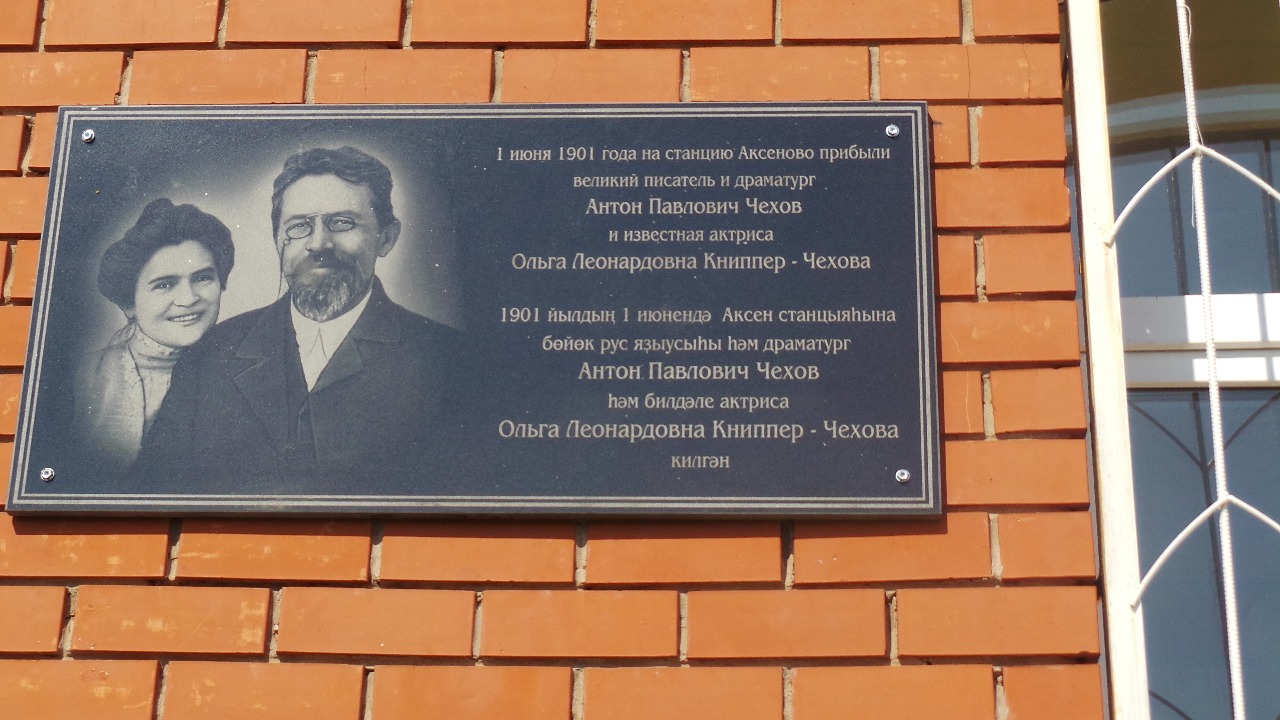 1 июня 1901 года на станцию Аксеново прибыли
великий писатель и драматург
Антон Павлович Чехов
и известная актриса
Ольга Леонардовна Книппер - Чехова
1901 йылдың 1 июнендә Аксен станцыяһына
бөйөк рус яҙыусыһы һәм драматург
Антон Павлович Чехов
һәм билдәле актриса
Ольга Леонардовна Книппер - Чехова
килгән